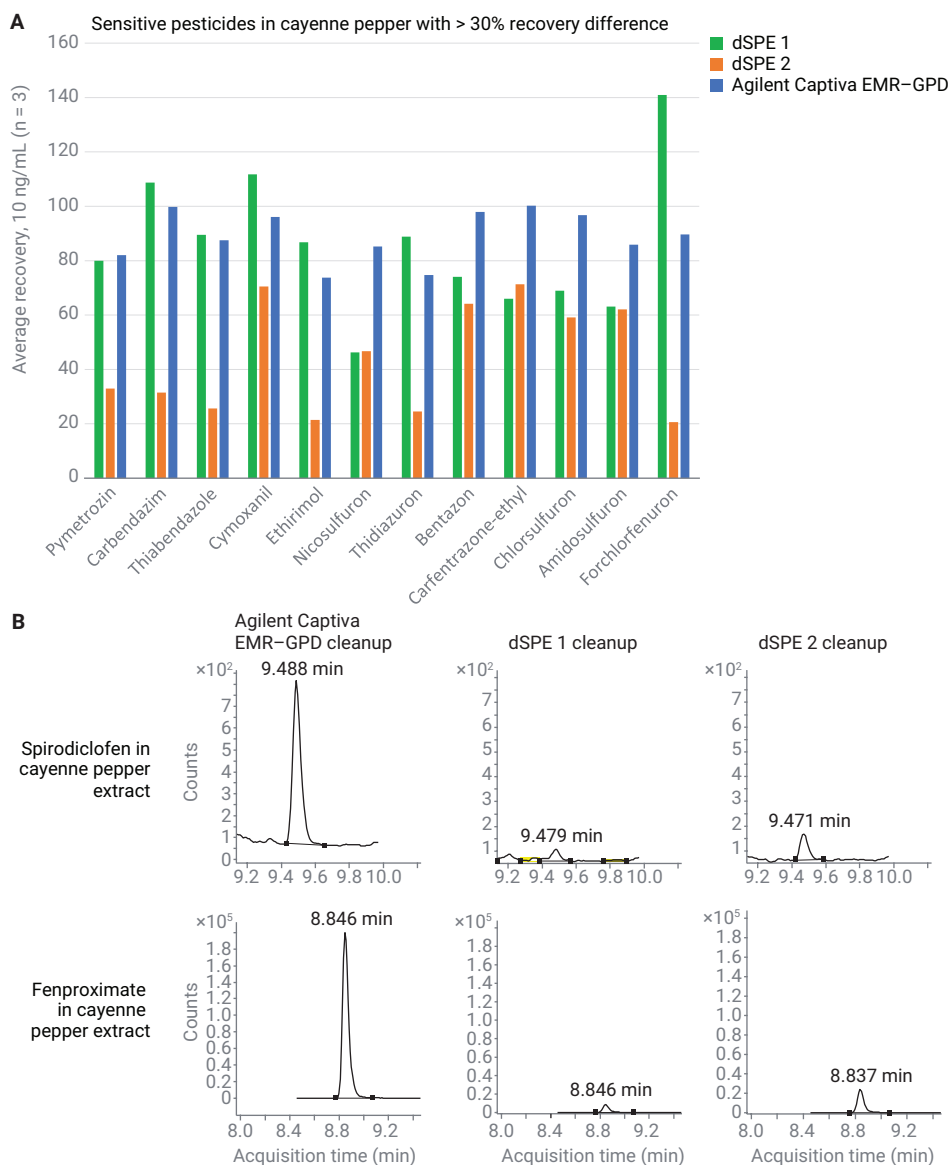 A
Sensitive pesticides in cayenne pepper with > 30% recovery difference
dSPE 1
dSPE 2
Agilent Captiva EMR–GPD
Average recovery, 10 ng/mL (n = 3)
160
140
120
100
80
60
40
20
0
Pymetrozin
Carbendazim
Thiabendazole
Cymoxanil
Ethirimol
Nicosulfuron
Thidiazuron
Bentazon
Carfentrazone-ethyl
Chlorsulfuron
Amidosulfuron
Forchlorfenuron
B
Agilent Captiva
EMR–GPD cleanup
dSPE 1 cleanup
dSPE 2 cleanup
Spirodiclofen in
cayenne pepper
extract
Counts
×10²
9.488 min
7
6
5
4
3
2
1
0
9.2 9.4 9.6 9.8 10.0
×10²
7
6
5
4
3
2
1
9.479 min
9.2 9.4 9.6 9.8 10.0
×10²
7
6
5
4
3
2
1
9.471 min
9.2 9.4 9.6 9.8 10.0
Fenproximate
in cayenne
pepper extract
Counts
×10⁵
8.846 min
1.8
1.6
1.4
1.2
1.0
0.8
0.6
0.4
0.2
0
8.0 8.4 8.8 9.2
Acquisition time (min)
×10⁵
1.8
1.6
1.4
1.2
1.0
0.8
0.6
0.4
0.2
0
8.846 min
8.0 8.4 8.8 9.2
Acquisition time (min)
×10⁵
1.8
1.6
1.4
1.2
1.0
0.8
0.6
0.4
0.2
0
8.837 min
8.0 8.4 8.8 9.2
Acquisition time (min)